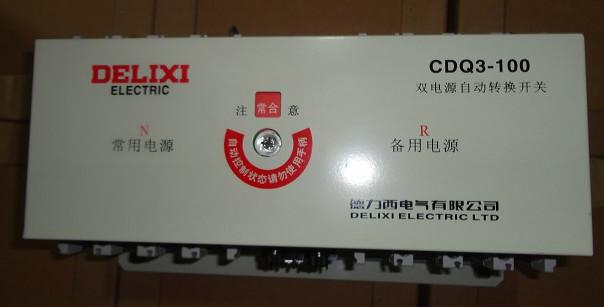 DELIXI
ELECTRIC
CDQ3-100
双电源自动转换开关
注 常合 意
N
常用电源
R
备用电源
自动控制状态请勿使用手柄
德力西电气有限公司
DELIXI ELECTRIC LTD